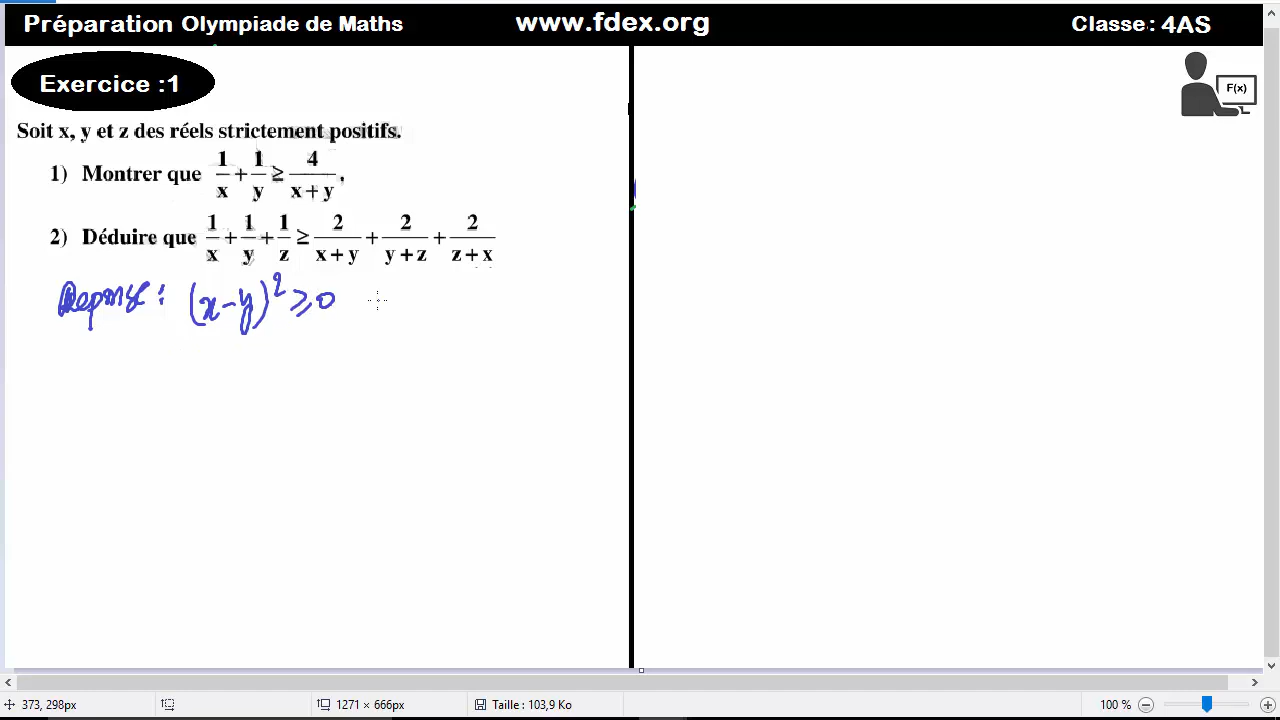 Préparation Olympiade de Maths www.fdex.org Classe : 4AS
Exercice :1
F(x)
Soit x, y et z des réels strictement positifs.
1) Montrer que 1/x + 1/y ≥ 4/(x+y).
2) Déduire que 1/x + 1/y + 1/z ≥ 2/(x+y) + 2/(y+z) + 2/(z+x)
Reponse : (x-y)² ≥ 0
373, 298px 1271 × 666px Taille : 103,9 Ko 100 %